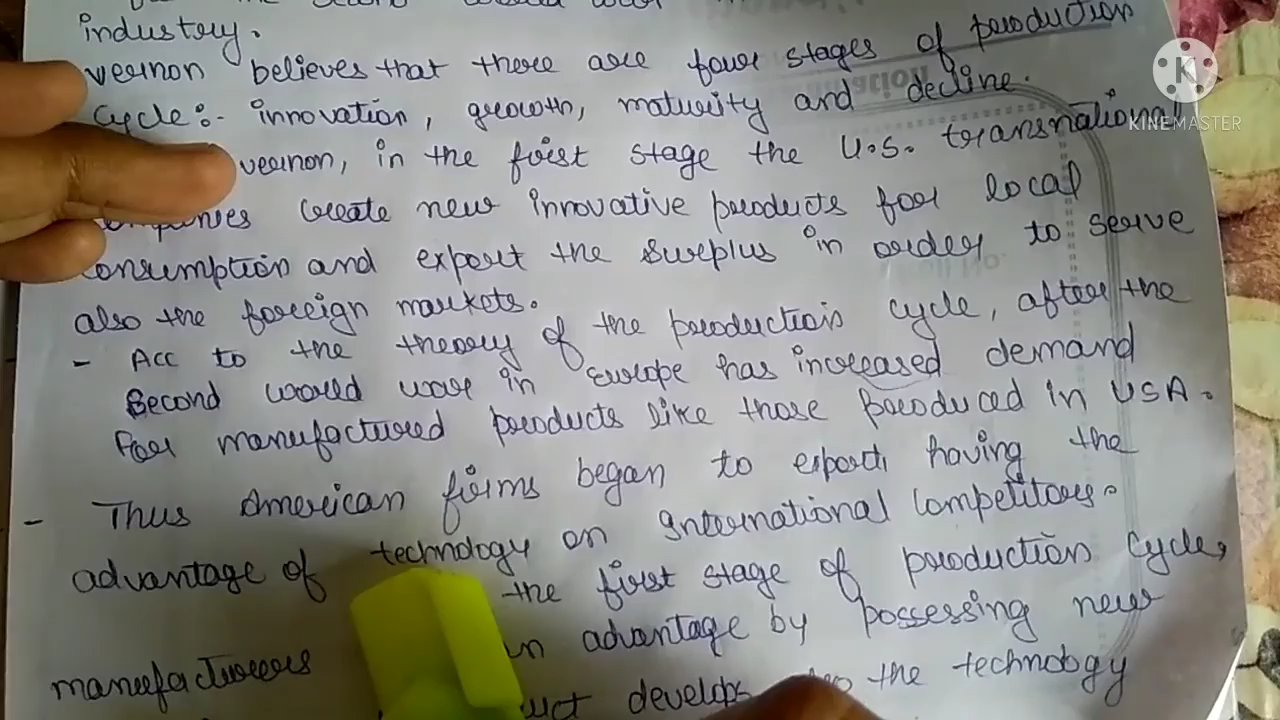 industry.
vernon believes that there are four stages of production
Cycle:- innovation, growth, maturity and decline.
vernon, in the first stage the U.S. transnational
create new innovative products for local
consumption and export the surplus in order to serve
also the foreign markets.
- Acc to the theory of the production cycle, after the
Second world war in Europe has increased demand
for manufactured products like those produced in USA.
- Thus American firms began to export having the
advantage of technology on International Competitors.
the first stage of production cycle,
manufacturers advantage by possessing new
develops the technology
KINEMASTER